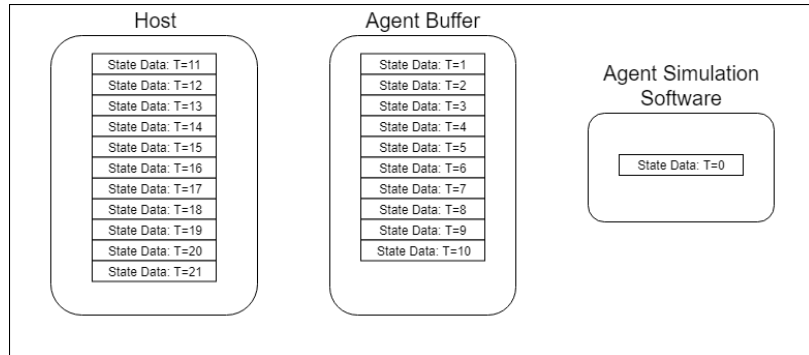 Host
State Data: T=11
State Data: T=12
State Data: T=13
State Data: T=14
State Data: T=15
State Data: T=16
State Data: T=17
State Data: T=18
State Data: T=19
State Data: T=20
State Data: T=21
Agent Buffer
State Data: T=1
State Data: T=2
State Data: T=3
State Data: T=4
State Data: T=5
State Data: T=6
State Data: T=7
State Data: T=8
State Data: T=9
State Data: T=10
Agent Simulation
Software
State Data: T=0